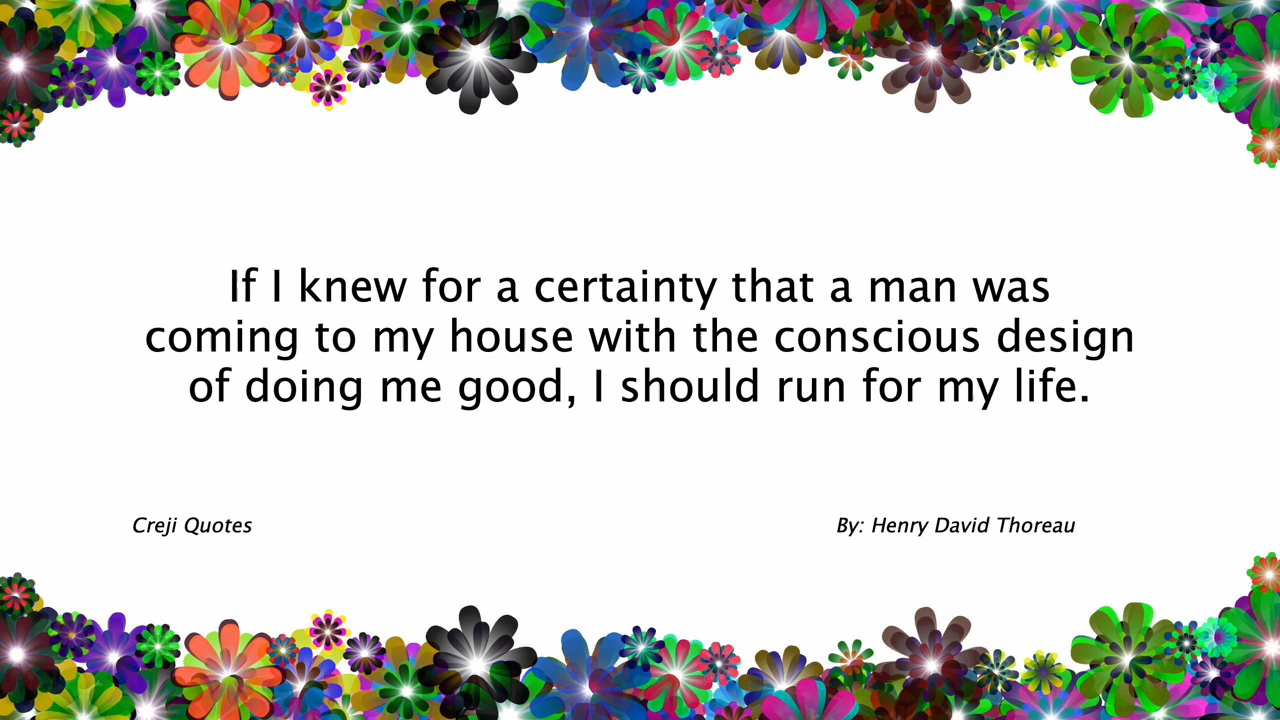 If I knew for a certainty that a man was
coming to my house with the conscious design
of doing me good, I should run for my life.
Creji Quotes
By: Henry David Thoreau